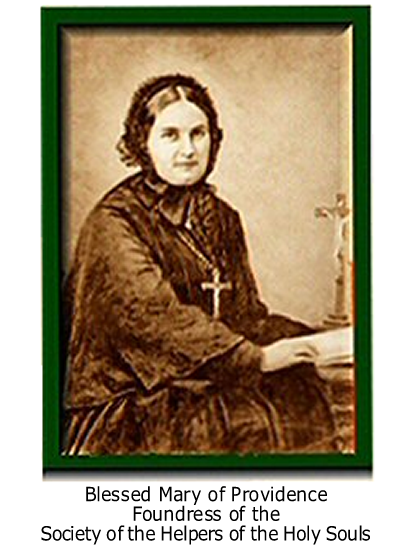 Blessed Mary of Providence
Foundress of the
Society of the Helpers of the Holy Souls